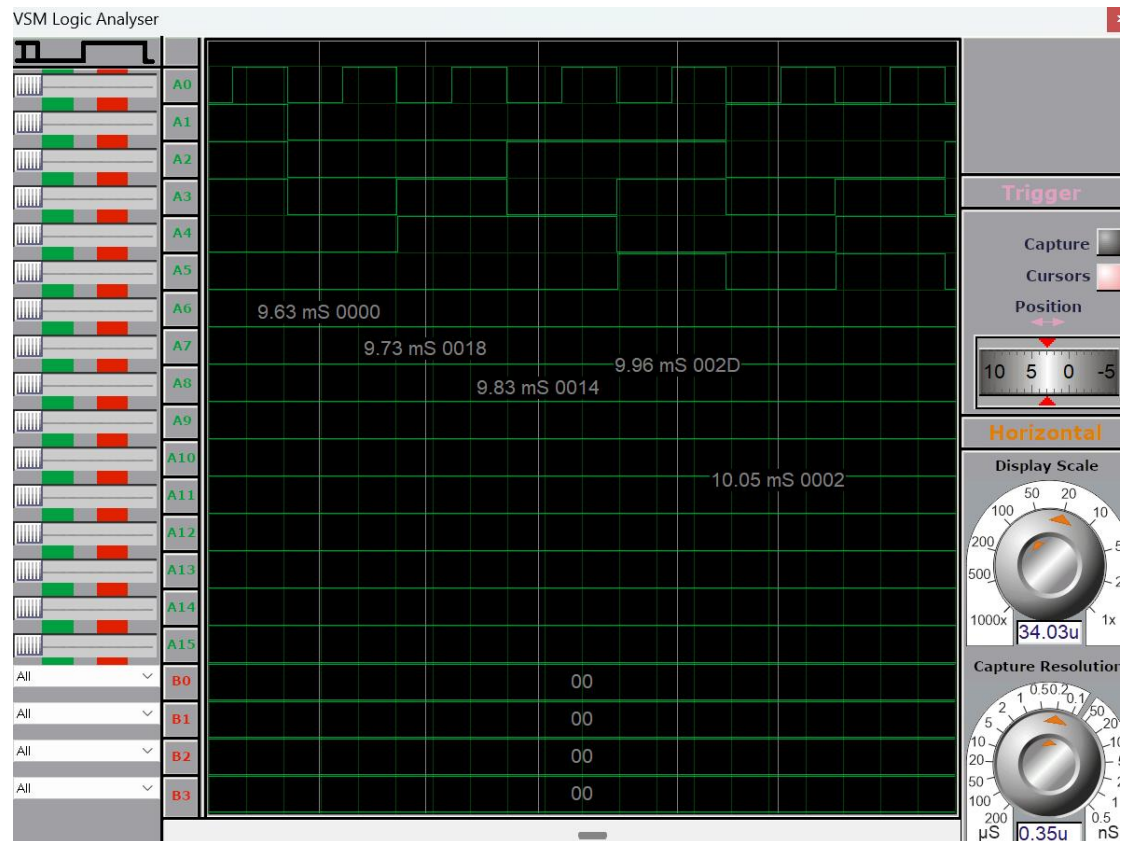 VSM Logic Analyser
A0
A1
A2
A3
A4
A5
A6
A7
A8
A9
A10
A11
A12
A13
A14
A15
B0
B1
B2
B3
All
All
All
All
9.63 mS 0000
9.73 mS 0018
9.83 mS 0014
9.96 mS 002D
10.05 mS 0002
00
00
00
00
Trigger
Capture
Cursors
Position
10 5 0 -5
Horizontal
Display Scale
1000x 500 200 100 50 20 10 5 2 1x
34.03u
Capture Resolution
200 100 50 20 10 5 2 1 0.5 0.2 0.1 50 20 10
0.5
µS
0.35u
nS